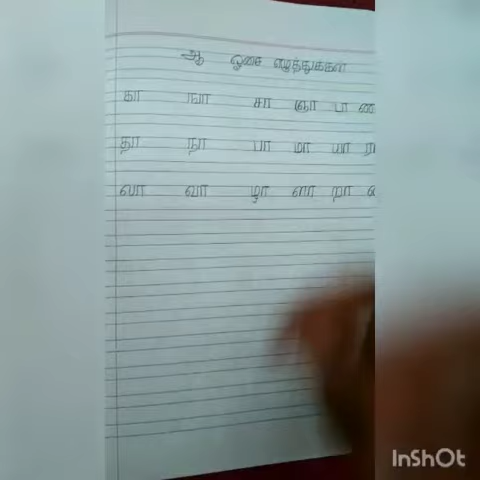 ஆ ஓசை எழுத்துக்கள்
கா ஙா சா ஞா டா
தா நா பா மா யா
லா வா ழா ளா றா
InShOt